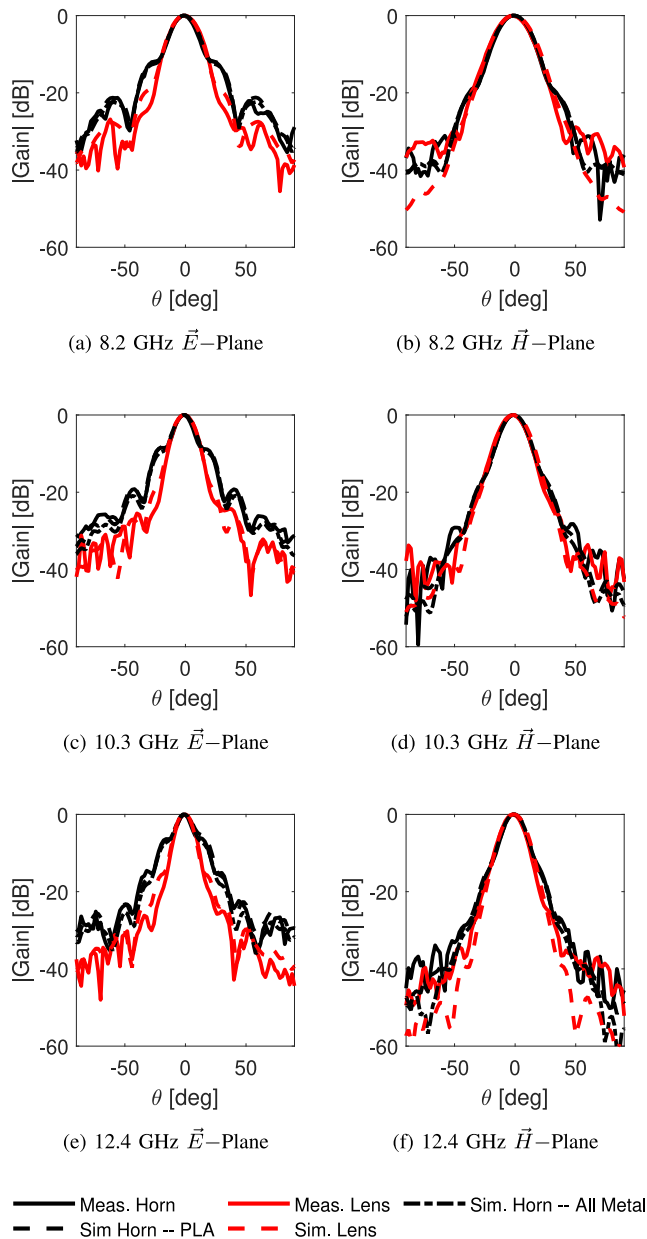 0
-20
-40
-60
|Gain| [dB]
-50
0
50
θ [deg]
(a) 8.2 GHz E⃗−Plane
0
-20
-40
-60
|Gain| [dB]
-50
0
50
θ [deg]
(b) 8.2 GHz H⃗−Plane
0
-20
-40
-60
|Gain| [dB]
-50
0
50
θ [deg]
(c) 10.3 GHz E⃗−Plane
0
-20
-40
-60
|Gain| [dB]
-50
0
50
θ [deg]
(d) 10.3 GHz H⃗−Plane
0
-20
-40
-60
|Gain| [dB]
-50
0
50
θ [deg]
(e) 12.4 GHz E⃗−Plane
0
-20
-40
-60
|Gain| [dB]
-50
0
50
θ [deg]
(f) 12.4 GHz H⃗−Plane
Meas. Horn
Meas. Lens
Sim. Horn -- All Metal
Sim Horn -- PLA
Sim. Lens